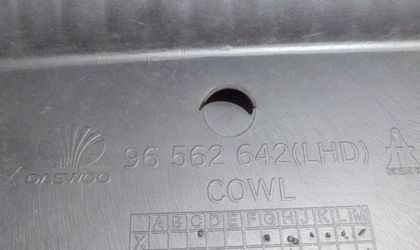 DAEWOO 96 562 642(LHD)
COWL
A B C D E F G H J K L M
X